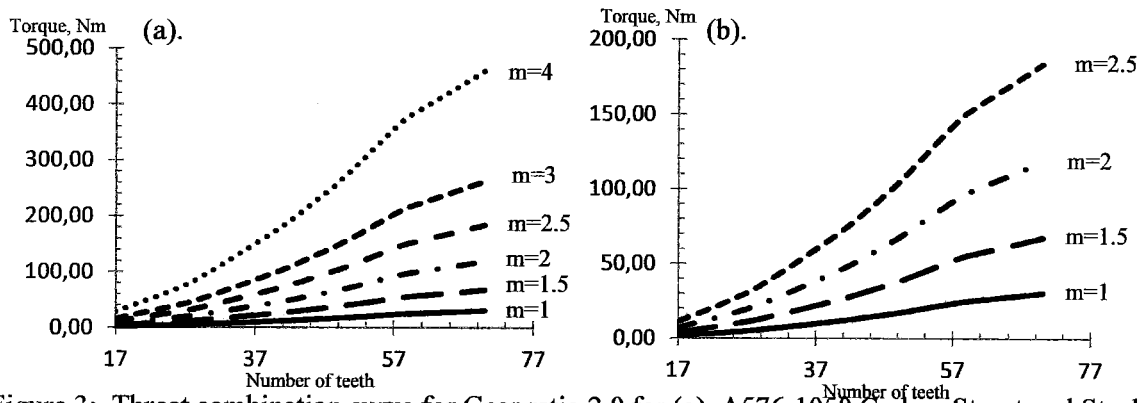 Torque, Nm
(a).
500,00
400,00
300,00
200,00
100,00
0,00
17
37
57
77
Number of teeth
m=4
m=3
m=2.5
m=2
m=1.5
m=1
Torque, Nm
(b).
200,00
150,00
100,00
50,00
0,00
17
37
57
77
Number of teeth
m=2.5
m=2
m=1.5
m=1